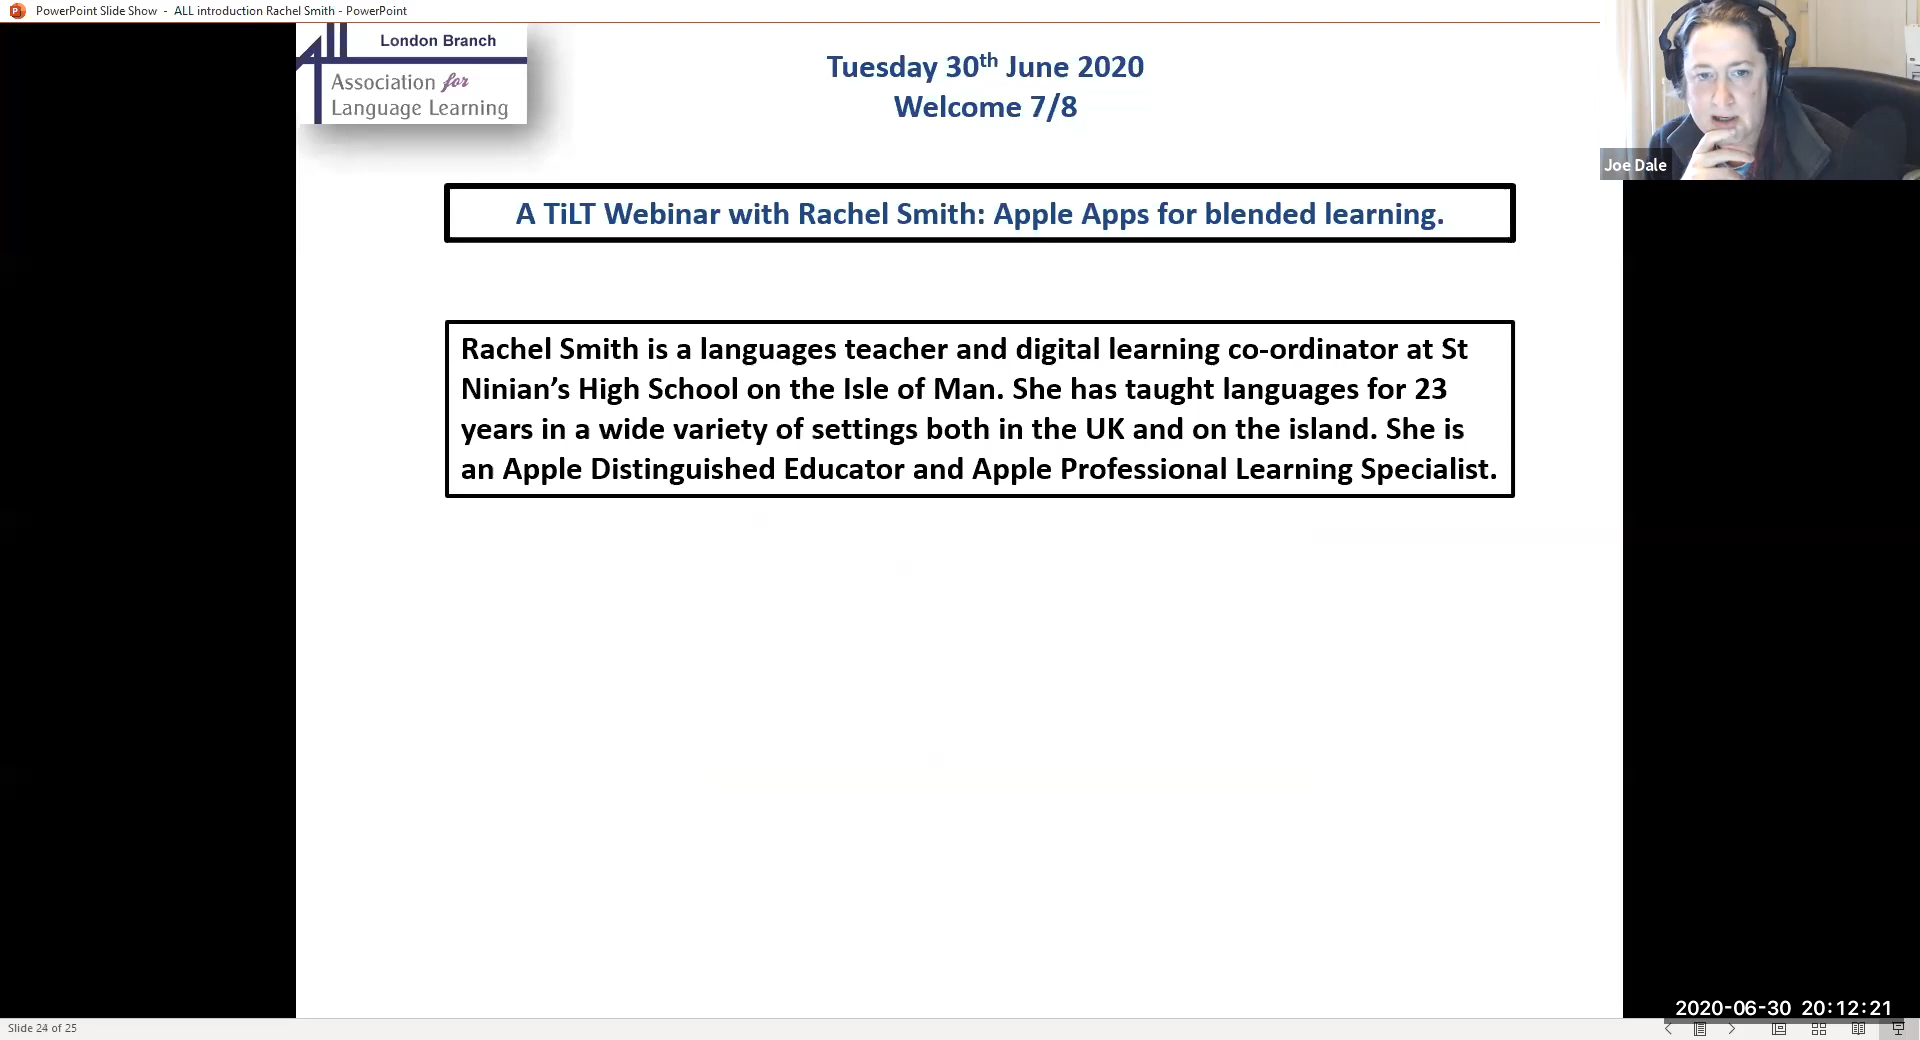 PowerPoint Slide Show - ALL introduction Rachel Smith - PowerPoint
London Branch
Association for
Language Learning
Tuesday 30th June 2020
Welcome 7/8
Joe Dale
A TiLT Webinar with Rachel Smith: Apple Apps for blended learning.
Rachel Smith is a languages teacher and digital learning co-ordinator at St
Ninian’s High School on the Isle of Man. She has taught languages for 23
years in a wide variety of settings both in the UK and on the island. She is
an Apple Distinguished Educator and Apple Professional Learning Specialist.
2020-06-30 20:12:21
Slide 24 of 25